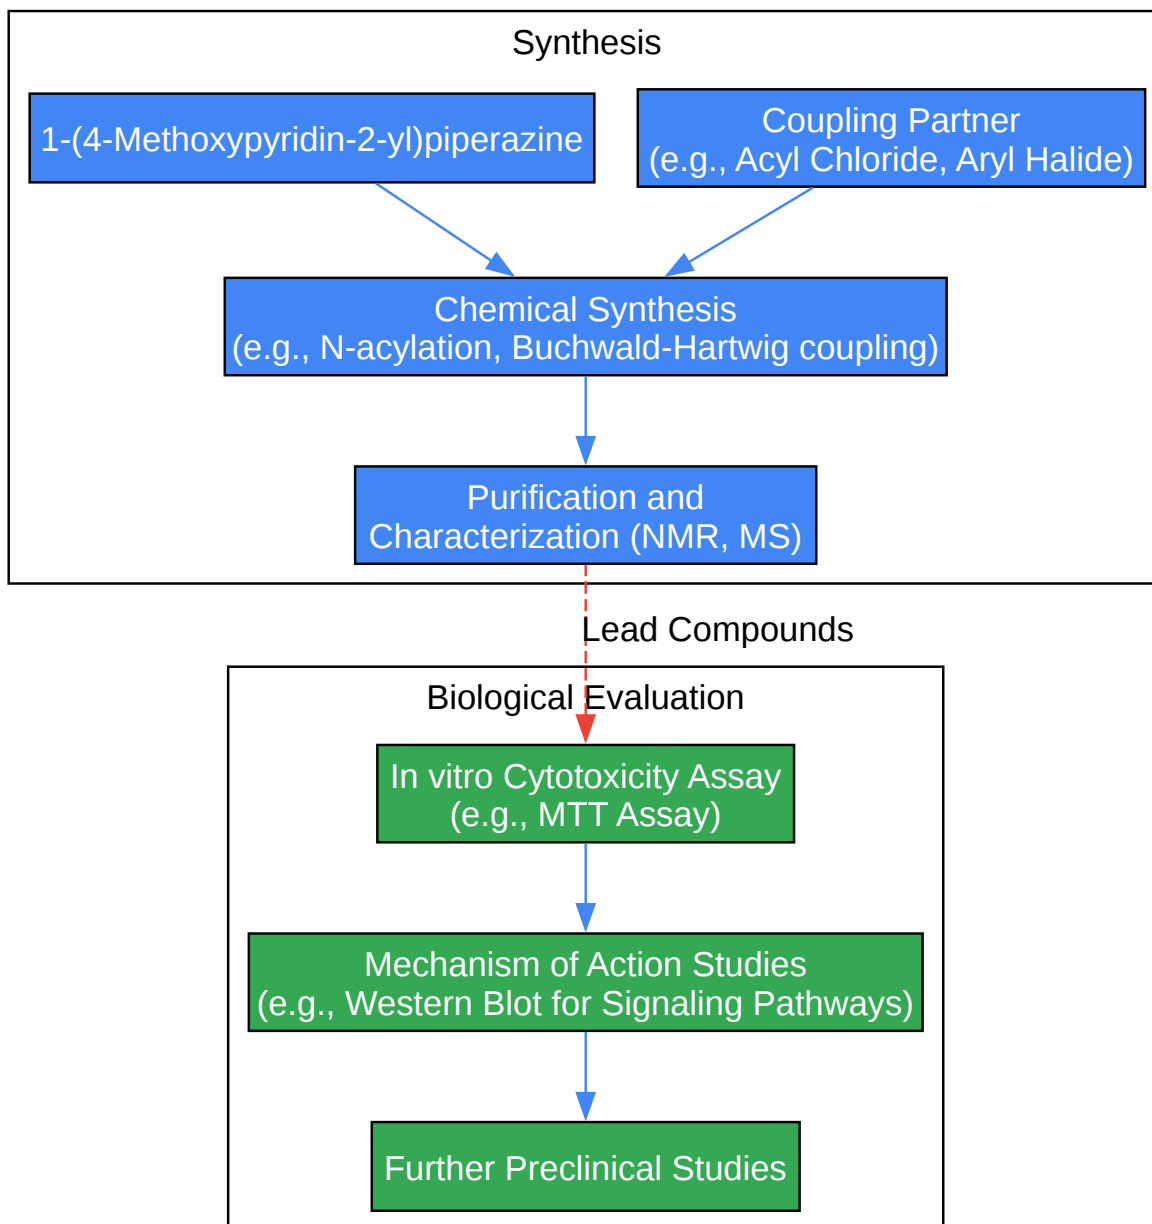 Synthesis
1-(4-Methoxypyridin-2-yl)piperazine
Coupling Partner
(e.g., Acyl Chloride, Aryl Halide)
Chemical Synthesis
(e.g., N-acylation, Buchwald-Hartwig coupling)
Purification and
Characterization (NMR, MS)
Lead Compounds
Biological Evaluation
In vitro Cytotoxicity Assay
(e.g., MTT Assay)
Mechanism of Action Studies
(e.g., Western Blot for Signaling Pathways)
Further Preclinical Studies